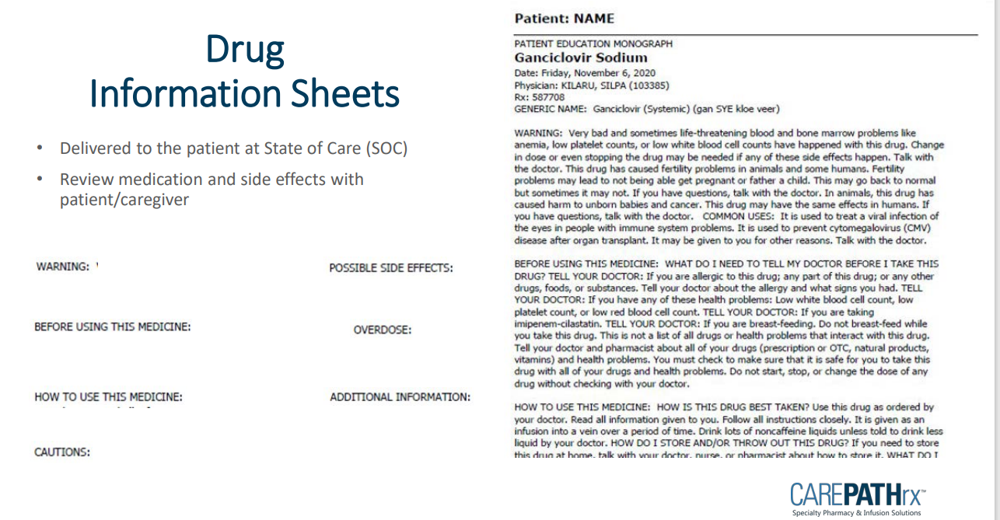 Drug
Information Sheets
• Delivered to the patient at State of Care (SOC)
• Review medication and side effects with
patient/caregiver
WARNING:
POSSIBLE SIDE EFFECTS:
BEFORE USING THIS MEDICINE:
OVERDOSE:
HOW TO USE THIS MEDICINE:
ADDITIONAL INFORMATION:
CAUTIONS:
Patient: NAME
PATIENT EDUCATION MONOGRAPH
Ganciclovir Sodium
Date: Friday, November 6, 2020
Physician: KILARU, SILPA (103385)
Rx: 587708
GENERIC NAME: Ganciclovir (Systemic) (gan SYE kloe veer)
WARNING: Very bad and sometimes life-threatening blood and bone marrow problems like
anemia, low platelet counts, or low white blood cell counts have happened with this drug. Change
in dose or even stopping the drug may be needed if any of these side effects happen. Talk with
the doctor. This drug has caused fertility problems in animals and some humans. Fertility
problems may lead to not being able get pregnant or father a child. This may go back to normal
but sometimes it may not. If you have questions, talk with the doctor. In animals, this drug has
caused harm to unborn babies and cancer. This drug may have the same effects in humans. If
you have questions, talk with the doctor. COMMON USES: It is used to treat a viral infection of
the eyes in people with immune system problems. It is used to prevent cytomegalovirus (CMV)
disease after organ transplant. It may be given to you for other reasons. Talk with the doctor.
BEFORE USING THIS MEDICINE: WHAT DO I NEED TO TELL MY DOCTOR BEFORE I TAKE THIS
DRUG? TELL YOUR DOCTOR: If you are allergic to this drug; any part of this drug; or any other
drugs, foods, or substances. Tell your doctor about the allergy and what signs you had. TELL
YOUR DOCTOR: If you have any of these health problems: Low white blood cell count, low
platelet count, or low red blood cell count. TELL YOUR DOCTOR: If you are taking
imipenem-cilastatin. TELL YOUR DOCTOR: If you are breast-feeding. Do not breast-feed while
you take this drug. This is not a list of all drugs or health problems that interact with this drug.
Tell your doctor and pharmacist about all of your drugs (prescription or OTC, natural products,
vitamins) and health problems. You must check to make sure that it is safe for you to take this
drug with all of your drugs and health problems. Do not start, stop, or change the dose of any
drug without checking with your doctor.
HOW TO USE THIS MEDICINE: HOW IS THIS DRUG BEST TAKEN? Use this drug as ordered by
your doctor. Read all information given to you. Follow all instructions closely. It is given as an
infusion into a vein over a period of time. Drink lots of noncaffeine liquids unless told to drink less
liquid by your doctor. HOW DO I STORE AND/OR THROW OUT THIS DRUG? If you need to store
this drug at home, talk with your doctor, nurse, or pharmacist about how to store it. WHAT DO I
CAREPATHrx™
Specialty Pharmacy & Infusion Solutions